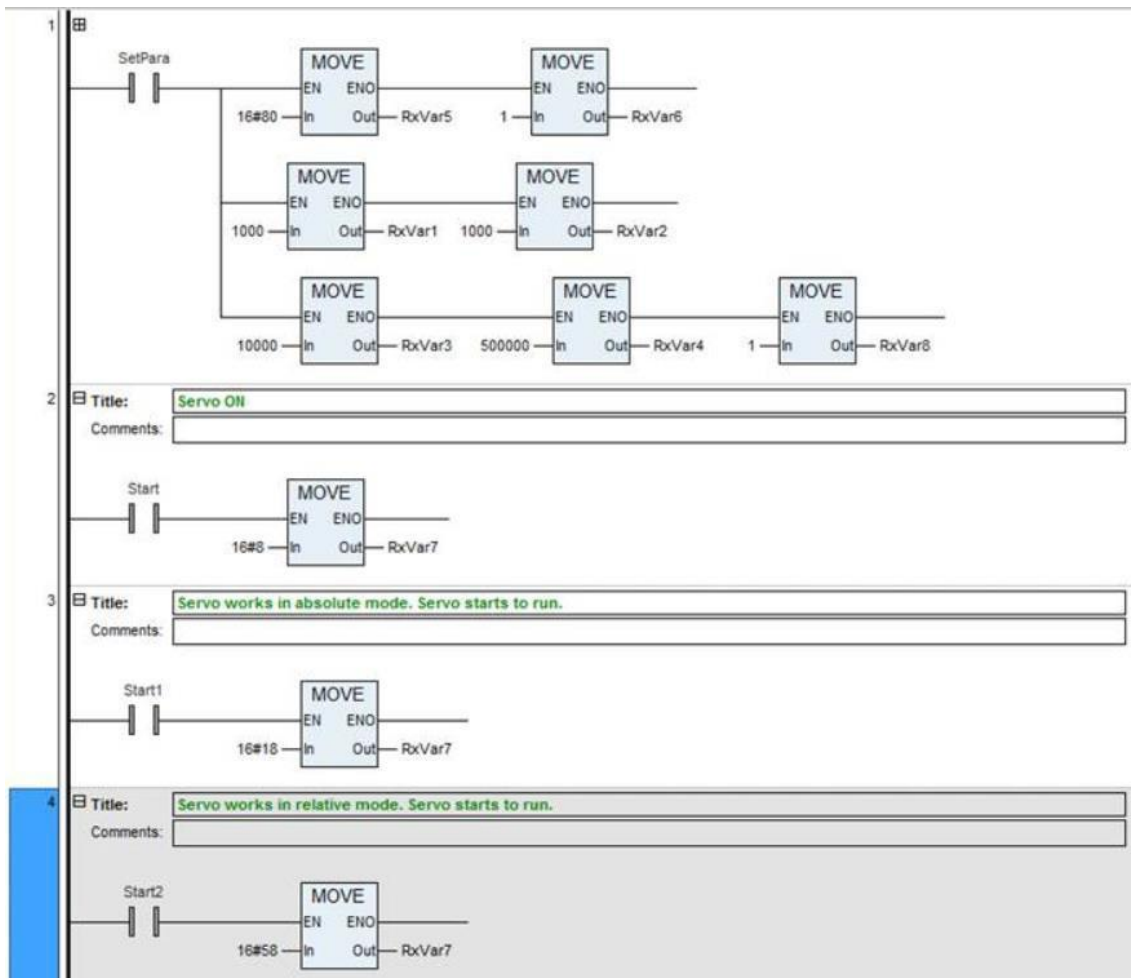 1
SetPara
MOVE MOVE
EN ENO EN ENO
16#80 In Out RxVar5 1 In Out RxVar6
MOVE MOVE
EN ENO EN ENO
1000 In Out RxVar1 1000 In Out RxVar2
MOVE MOVE MOVE
EN ENO EN ENO EN ENO
10000 In Out RxVar3 500000 In Out RxVar4 1 In Out RxVar8
2 Title: Servo ON
Comments:
Start
MOVE
EN ENO
16#8 In Out RxVar7
3 Title: Servo works in absolute mode. Servo starts to run.
Comments:
Start1
MOVE
EN ENO
16#18 In Out RxVar7
4 Title: Servo works in relative mode. Servo starts to run.
Comments:
Start2
MOVE
EN ENO
16#58 In Out RxVar7